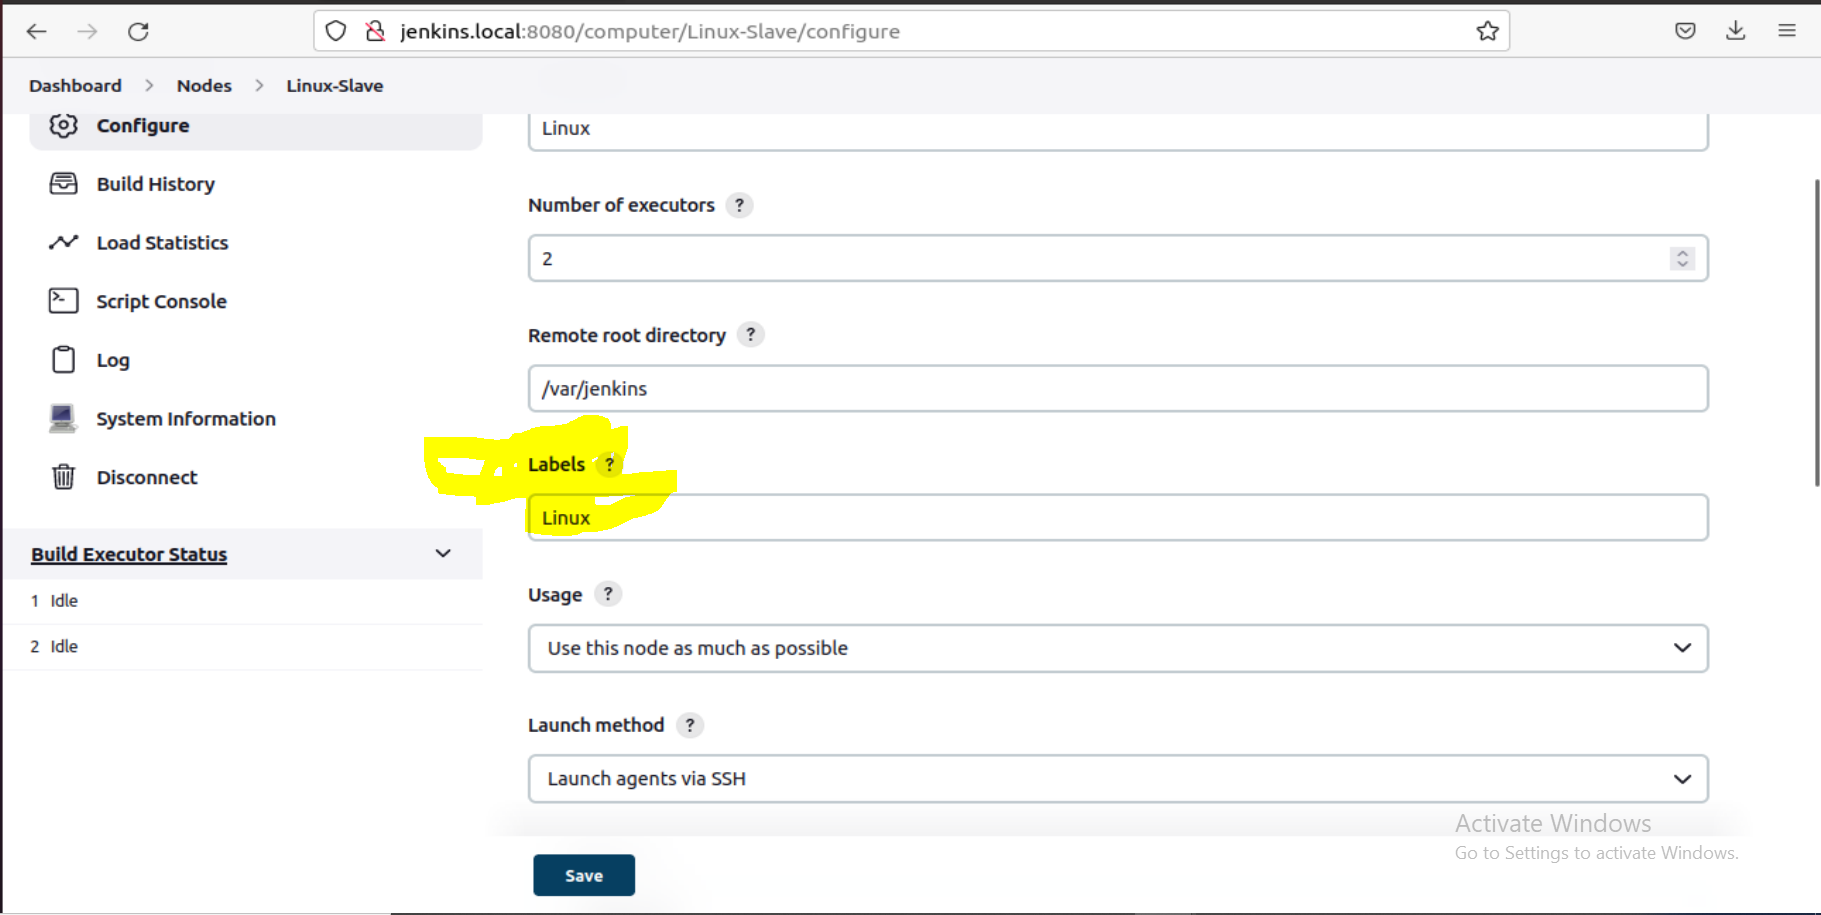 jenkins.local:8080/computer/Linux-Slave/configure
Dashboard > Nodes > Linux-Slave
Configure
Build History
Load Statistics
Script Console
Log
System Information
Disconnect
Build Executor Status
1 Idle
2 Idle
Linux
Number of executors ?
2
Remote root directory ?
/var/jenkins
Labels ?
Linux
Usage ?
Use this node as much as possible
Launch method ?
Launch agents via SSH
Save
Activate Windows
Go to Settings to activate Windows.